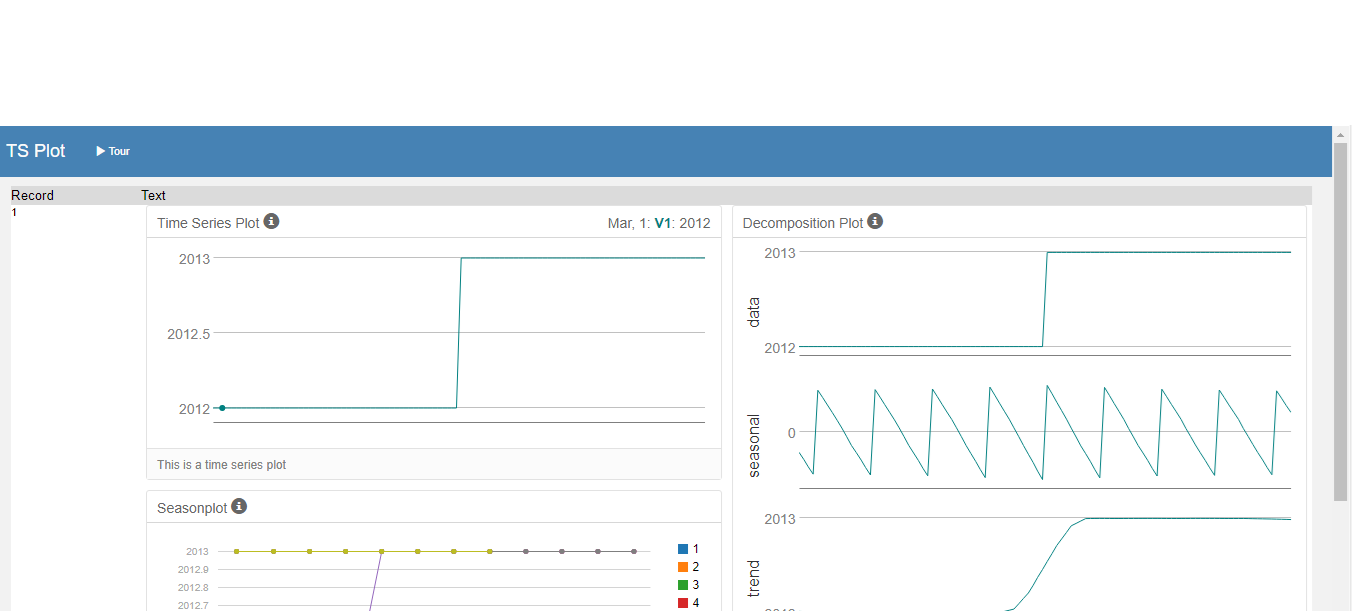 TS Plot Tour
Record Text
1
Time Series Plot Mar, 1: V1: 2012
2013
2012.5
2012
This is a time series plot
Seasonplot
2013
2012.9
2012.8
2012.7
1
2
3
4
Decomposition Plot
2013
data
2012
seasonal
0
2013
trend